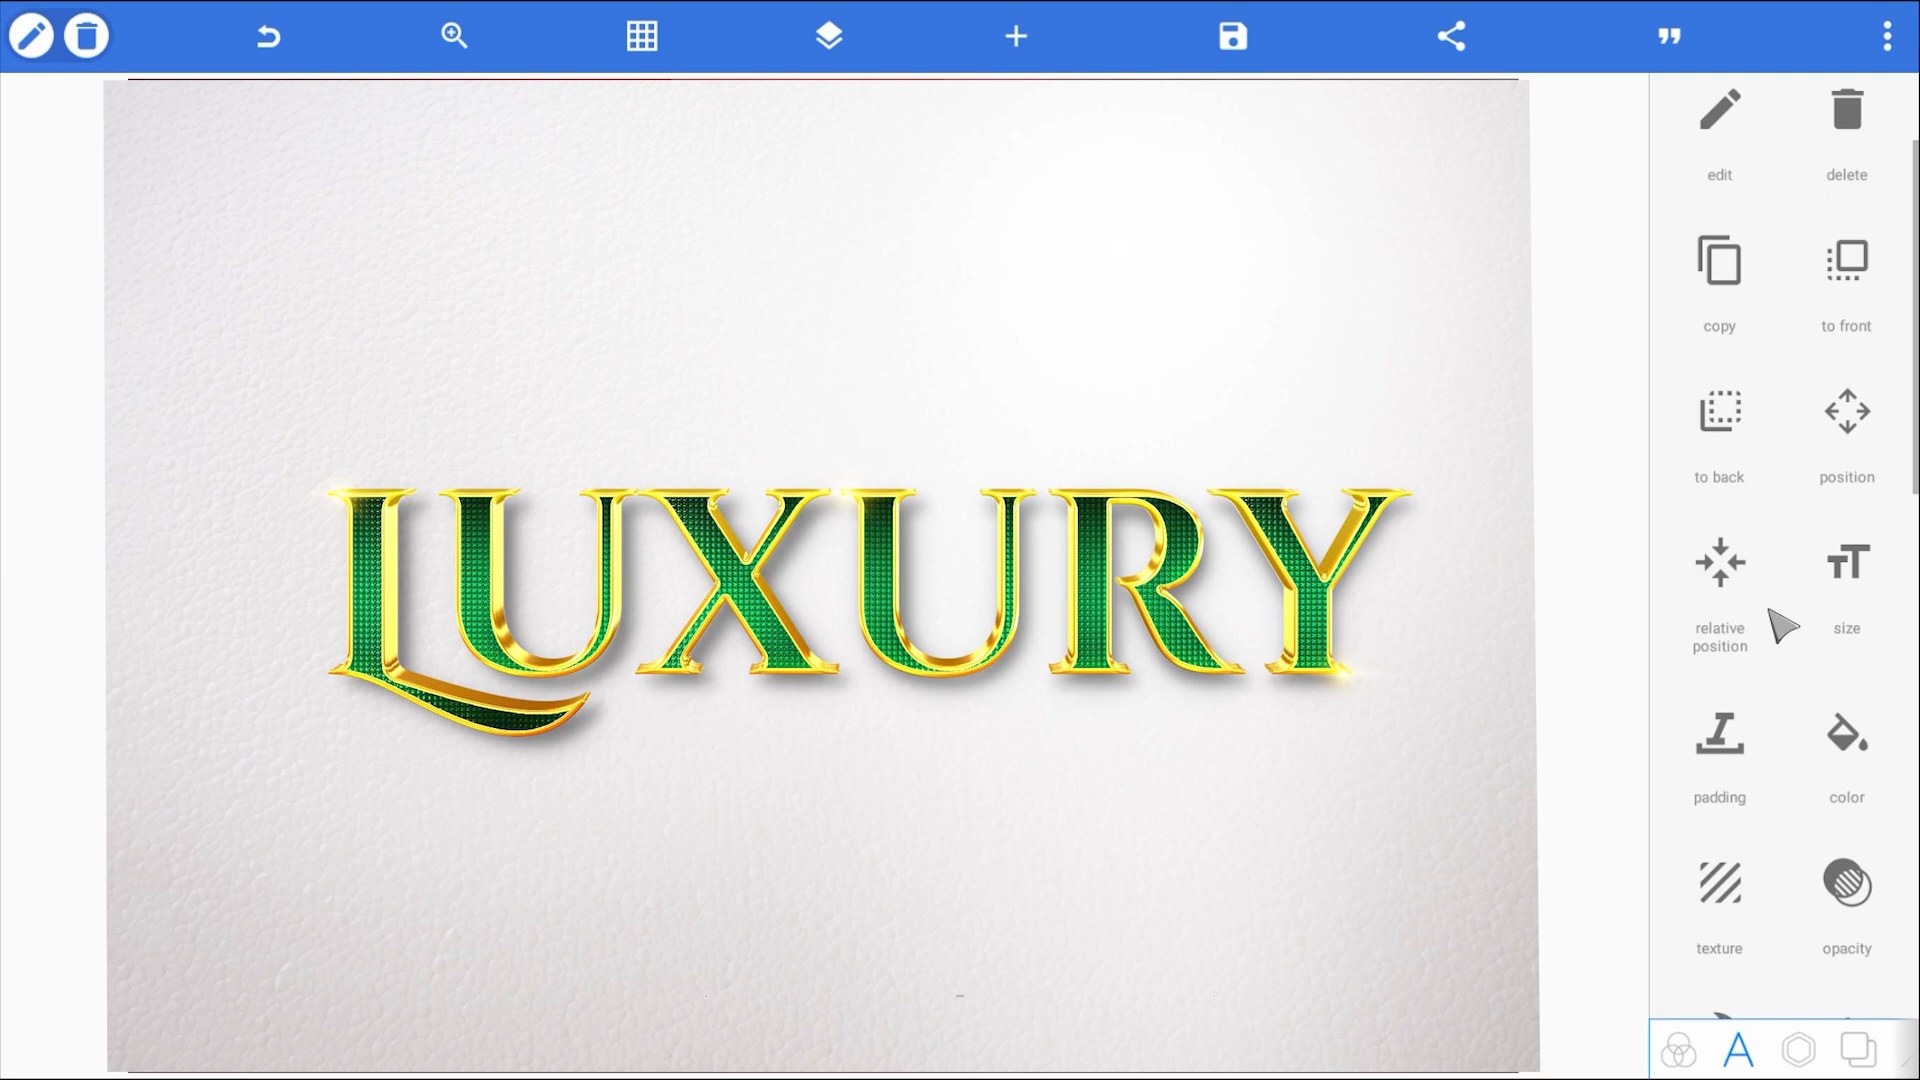 edit
delete
copy
to front
to back
position
relative
position
size
padding
color
texture
opacity
LUXURY